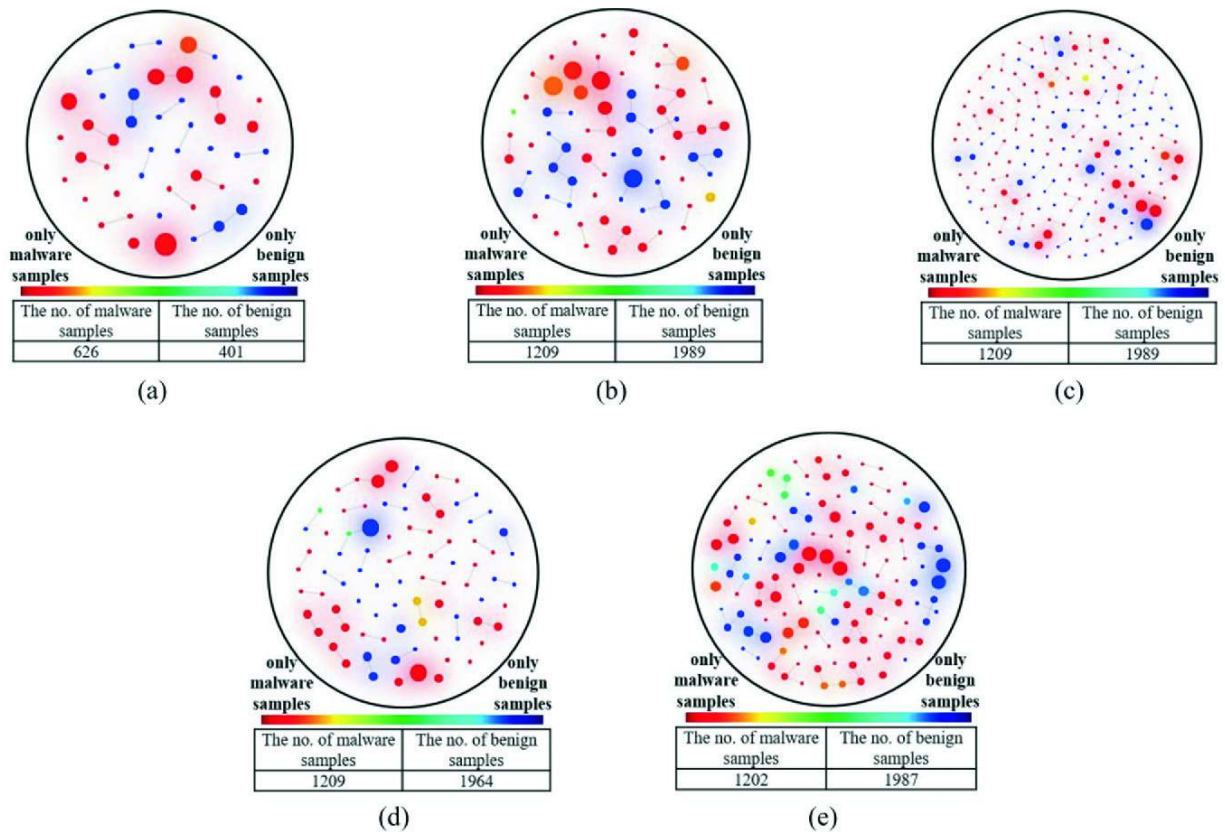 only
malware
samples
only
benign
samples
The no. of malware
samples
The no. of benign
samples
626
401
(a)
only
malware
samples
only
benign
samples
The no. of malware
samples
The no. of benign
samples
1209
1989
(b)
only
malware
samples
only
benign
samples
The no. of malware
samples
The no. of benign
samples
1209
1989
(c)
only
malware
samples
only
benign
samples
The no. of malware
samples
The no. of benign
samples
1209
1964
(d)
only
malware
samples
only
benign
samples
The no. of malware
samples
The no. of benign
samples
1202
1987
(e)